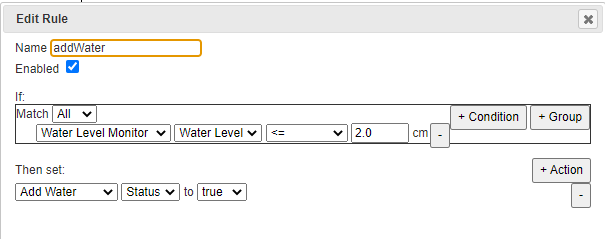 Edit Rule
Name addWater
Enabled
If:
Match All + Condition + Group
Water Level Monitor Water Level <= 2.0 cm -
Then set: + Action
Add Water Status to true -